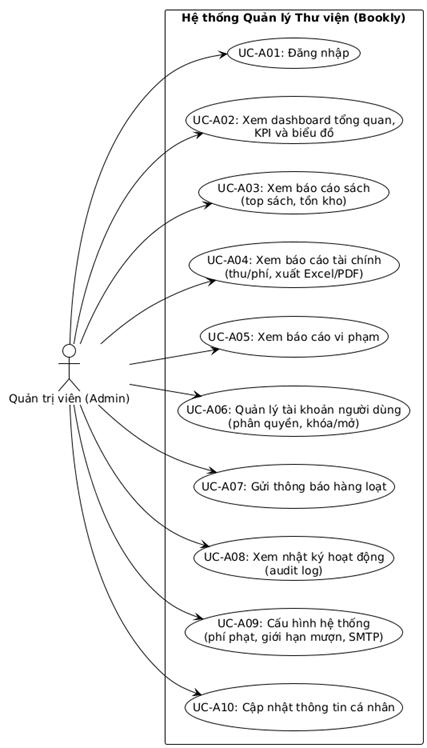 Hệ thống Quản lý Thư viện (Bookly)
UC-A01: Đăng nhập
UC-A02: Xem dashboard tổng quan,
KPI và biểu đồ
UC-A03: Xem báo cáo sách
(top sách, tồn kho)
UC-A04: Xem báo cáo tài chính
(thu/phí, xuất Excel/PDF)
UC-A05: Xem báo cáo vi phạm
Quản trị viên (Admin)
UC-A06: Quản lý tài khoản người dùng
(phân quyền, khóa/mở)
UC-A07: Gửi thông báo hàng loạt
UC-A08: Xem nhật ký hoạt động
(audit log)
UC-A09: Cấu hình hệ thống
(phí phạt, giới hạn mượn, SMTP)
UC-A10: Cập nhật thông tin cá nhân